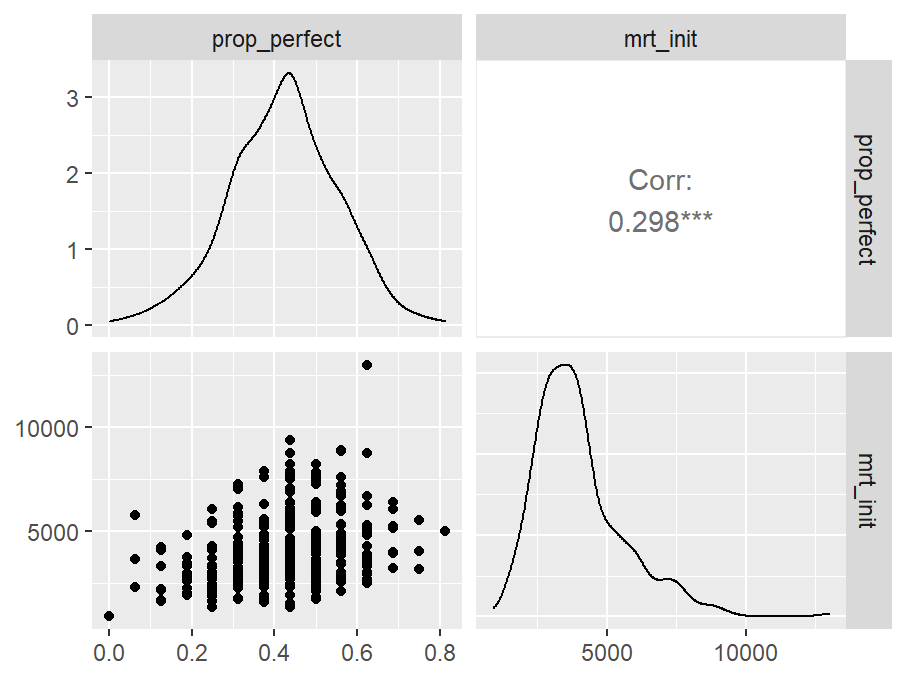 prop_perfect
mrt_init
3
2
1
0
Corr:
0.298***
prop_perfect
10000
5000
mrt_init
0.0 0.2 0.4 0.6 0.8
5000 10000